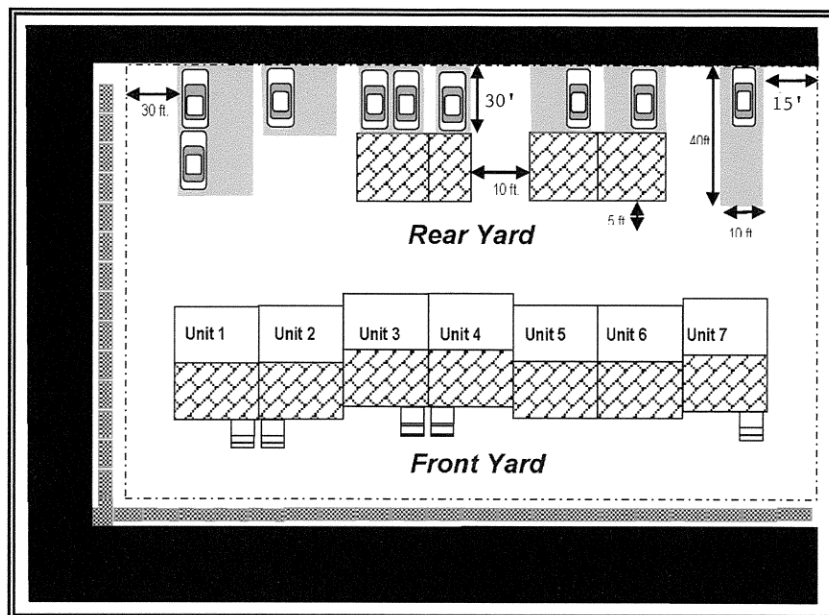 30 ft.
30'
10 ft.
40ft
15'
5 ft
10 ft
Rear Yard
Unit 1
Unit 2
Unit 3
Unit 4
Unit 5
Unit 6
Unit 7
Front Yard